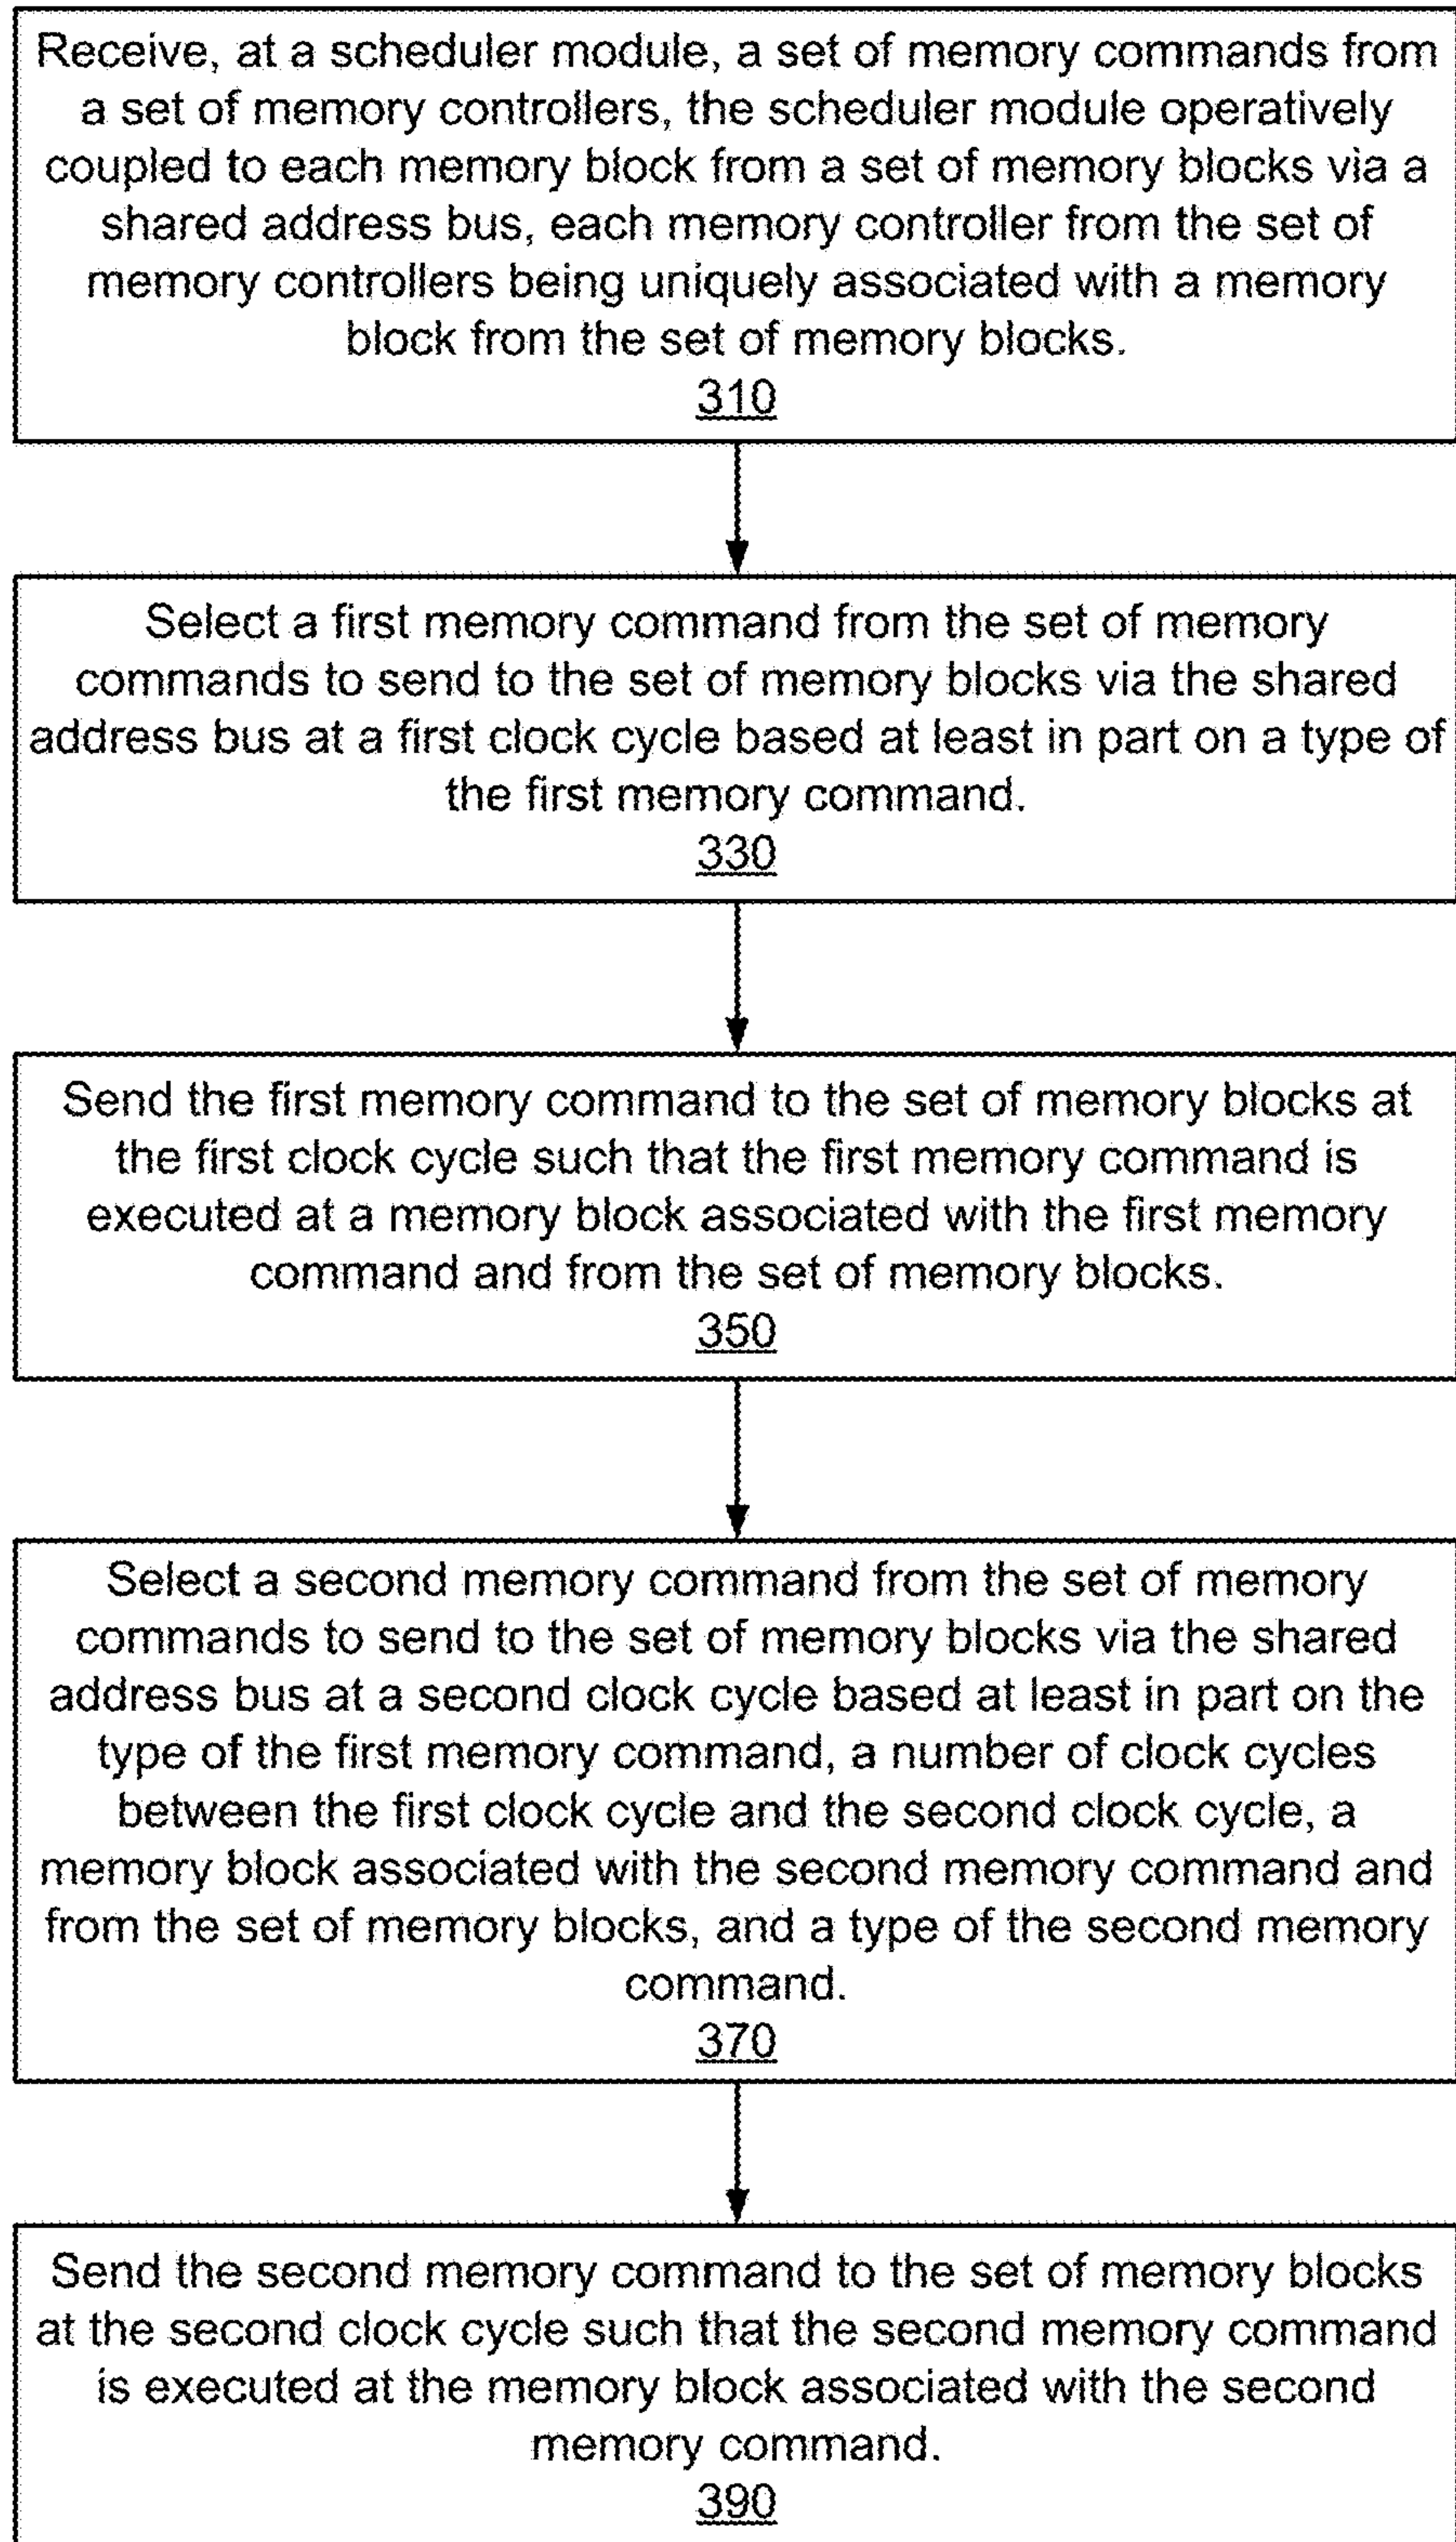 Receive, at a scheduler module, a set of memory commands from
a set of memory controllers, the scheduler module operatively
coupled to each memory block from a set of memory blocks via a
shared address bus, each memory controller from the set of
memory controllers being uniquely associated with a memory
block from the set of memory blocks.
310
Select a first memory command from the set of memory
commands to send to the set of memory blocks via the shared
address bus at a first clock cycle based at least in part on a type of
the first memory command.
330
Send the first memory command to the set of memory blocks at
the first clock cycle such that the first memory command is
executed at a memory block associated with the first memory
command and from the set of memory blocks.
350
Select a second memory command from the set of memory
commands to send to the set of memory blocks via the shared
address bus at a second clock cycle based at least in part on the
type of the first memory command, a number of clock cycles
between the first clock cycle and the second clock cycle, a
memory block associated with the second memory command and
from the set of memory blocks, and a type of the second memory
command.
370
Send the second memory command to the set of memory blocks
at the second clock cycle such that the second memory command
is executed at the memory block associated with the second
memory command.
390